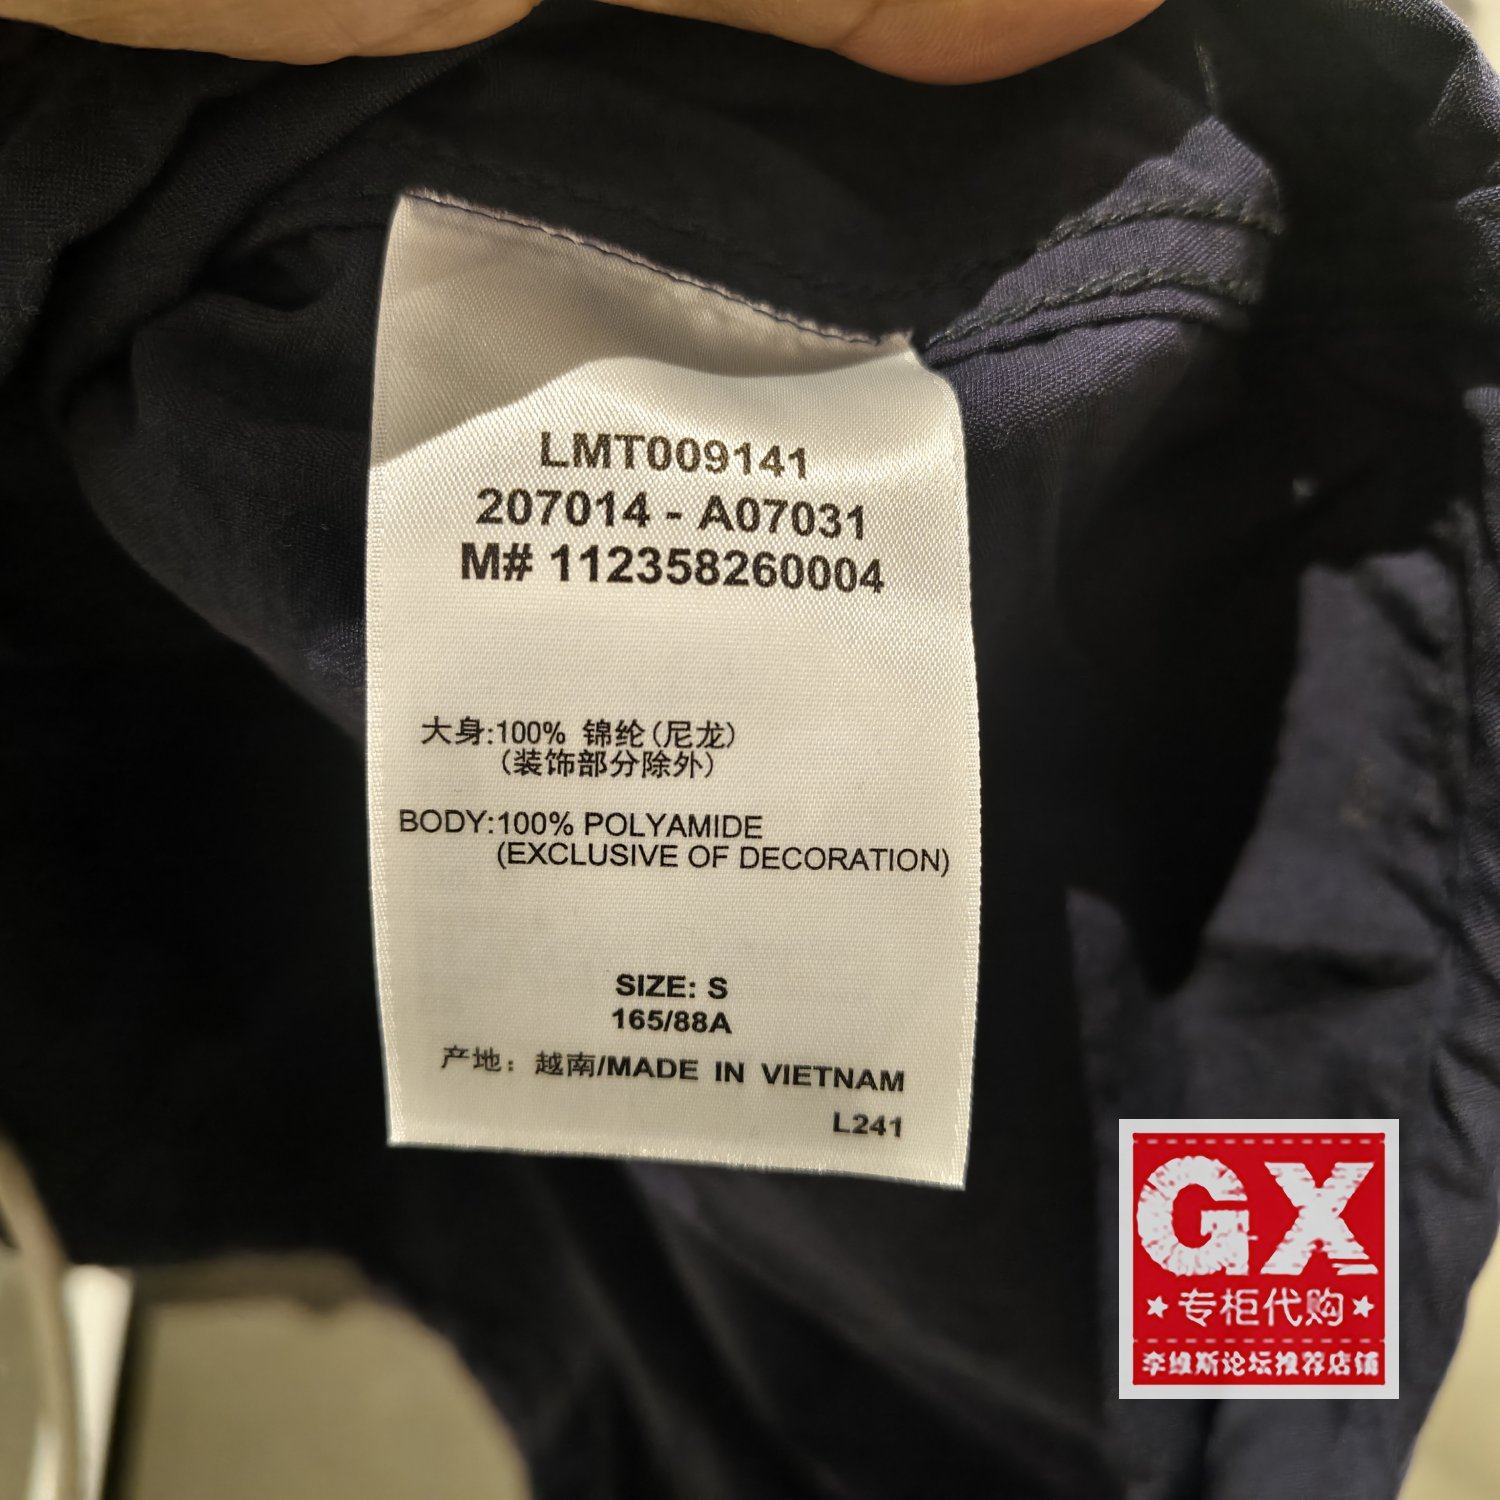 LMT009141
207014 - A07031
M# 112358260004
大身:100% 锦纶(尼龙)
(装饰部分除外)
BODY:100% POLYAMIDE
(EXCLUSIVE OF DECORATION)
SIZE: S
165/88A
产地：越南/MADE IN VIETNAM
L241
GX
★专柜代购★
李维斯论坛推荐店铺